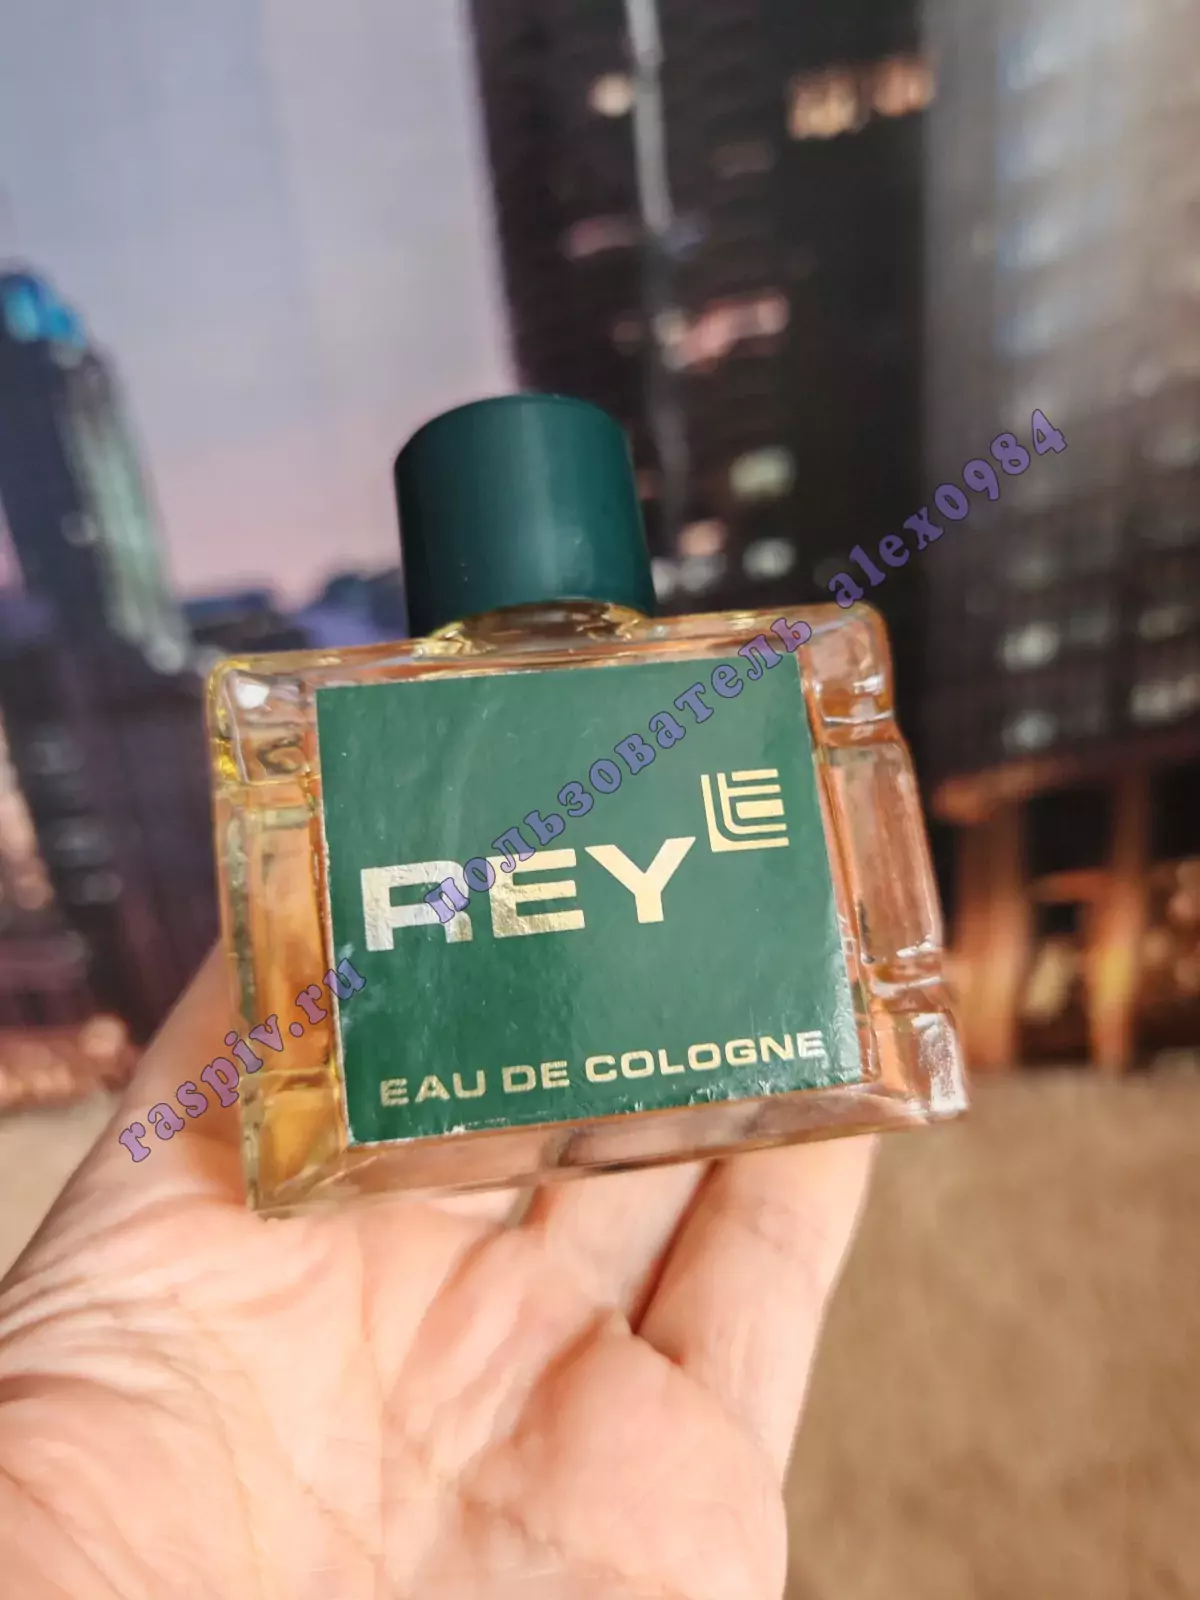 REY
EAU DE COLOGNE
raspiv.ru пользователь alex0984